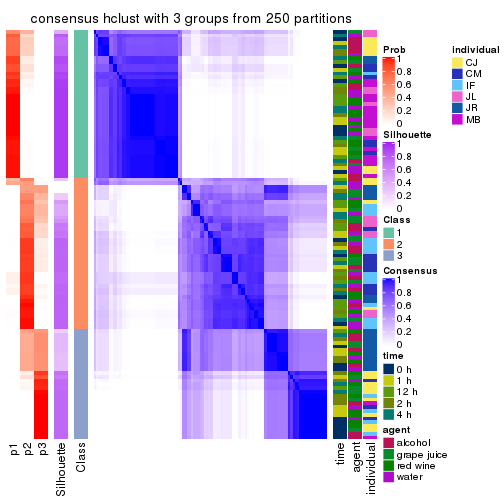 consensus hclust with 3 groups from 250 partitions
p1
p2
p3
Silhouette
Class
time
agent
individual
Prob
1
0.8
0.6
0.4
0.2
0
Silhouette
1
0.8
0.6
0.4
0.2
0
Class
1
2
3
Consensus
1
0.8
0.6
0.4
0.2
0
time
0 h
1 h
12 h
2 h
4 h
agent
alcohol
grape juice
red wine
water
individual
CJ
CM
IF
JL
JR
MB